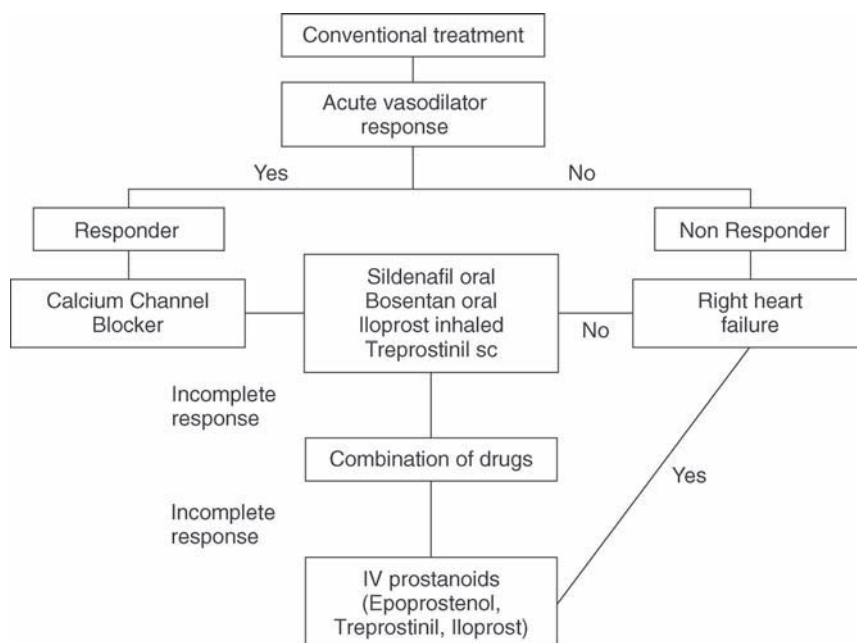 Conventional treatment
Acute vasodilator
response
Yes
No
Responder
Non Responder
Calcium Channel
Blocker
Sildenafil oral
Bosentan oral
Iloprost inhaled
Treprostinil sc
No
Right heart
failure
Incomplete
response
Combination of drugs
Yes
Incomplete
response
IV prostanoids
(Epoprostenol,
Treprostinil, Iloprost)